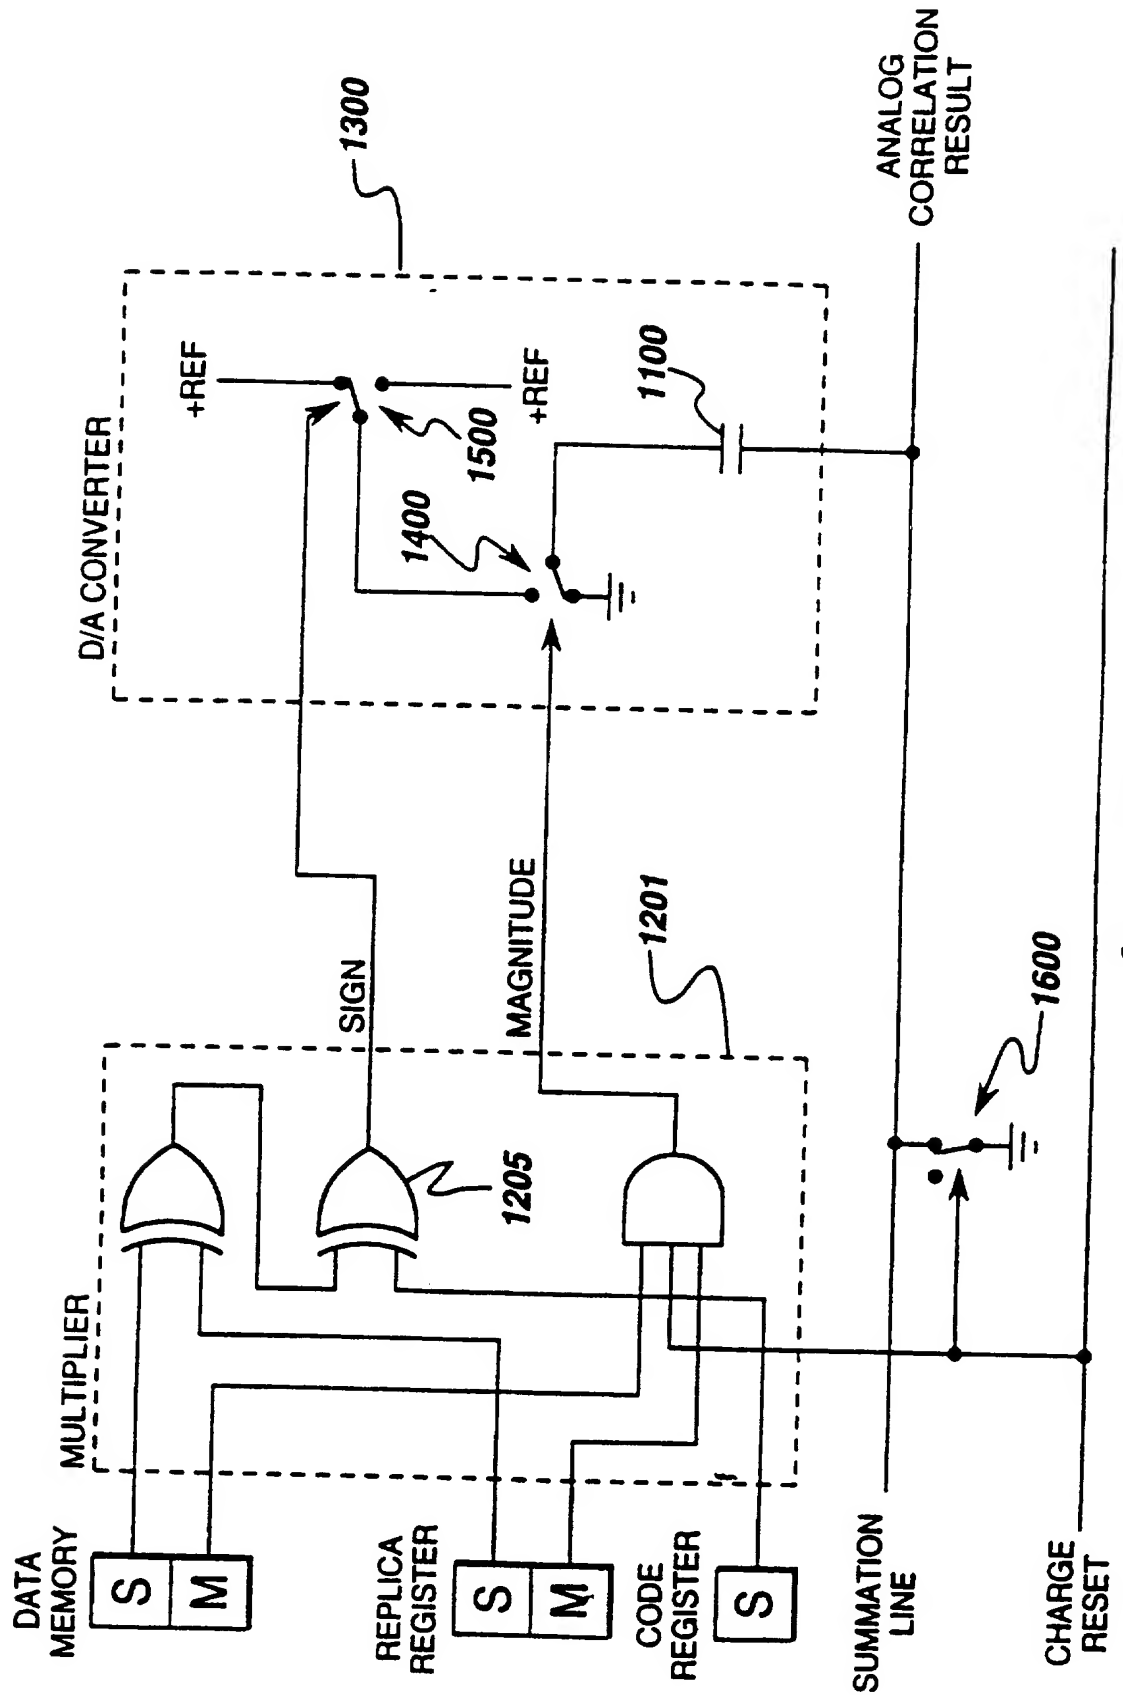 DATA
MEMORY
S
M
REPLICA
REGISTER
S
M
CODE
REGISTER
S
SUMMATION
LINE
CHARGE
RESET
MULTIPLIER
1205
1201
SIGN
MAGNITUDE
1600
D/A CONVERTER
+REF
+REF
1500
1400
1100
1300
ANALOG
CORRELATION
RESULT